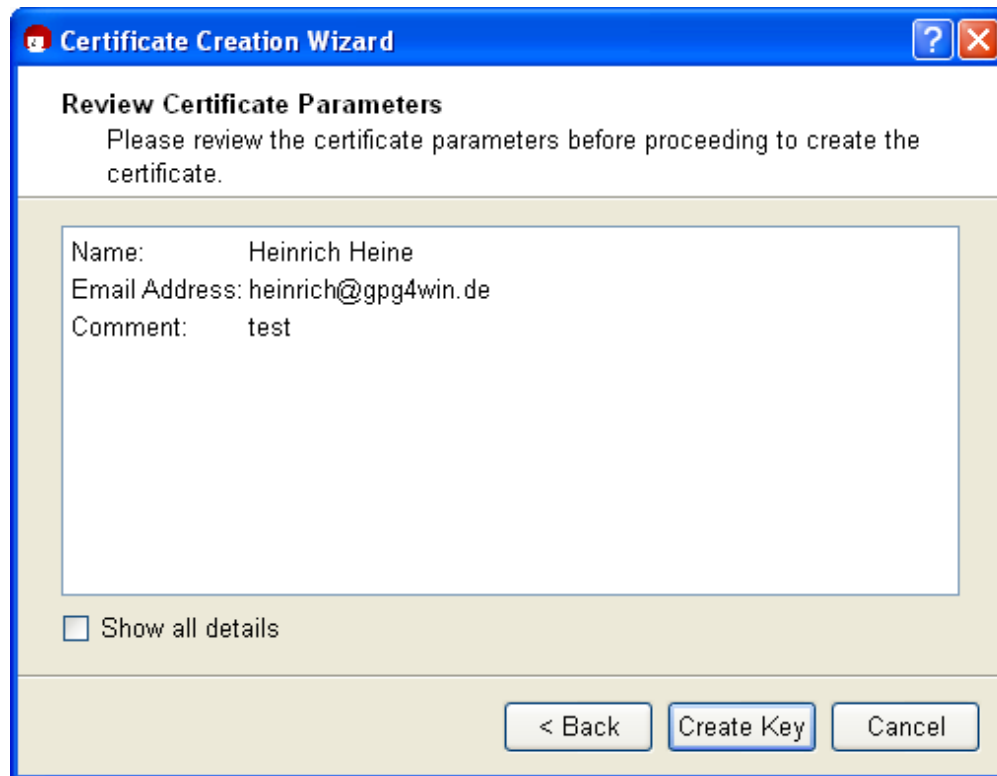 Certificate Creation Wizard
Review Certificate Parameters
Please review the certificate parameters before proceeding to create the
certificate.
Name: Heinrich Heine
Email Address: heinrich@gpg4win.de
Comment: test
Show all details
< Back Create Key Cancel